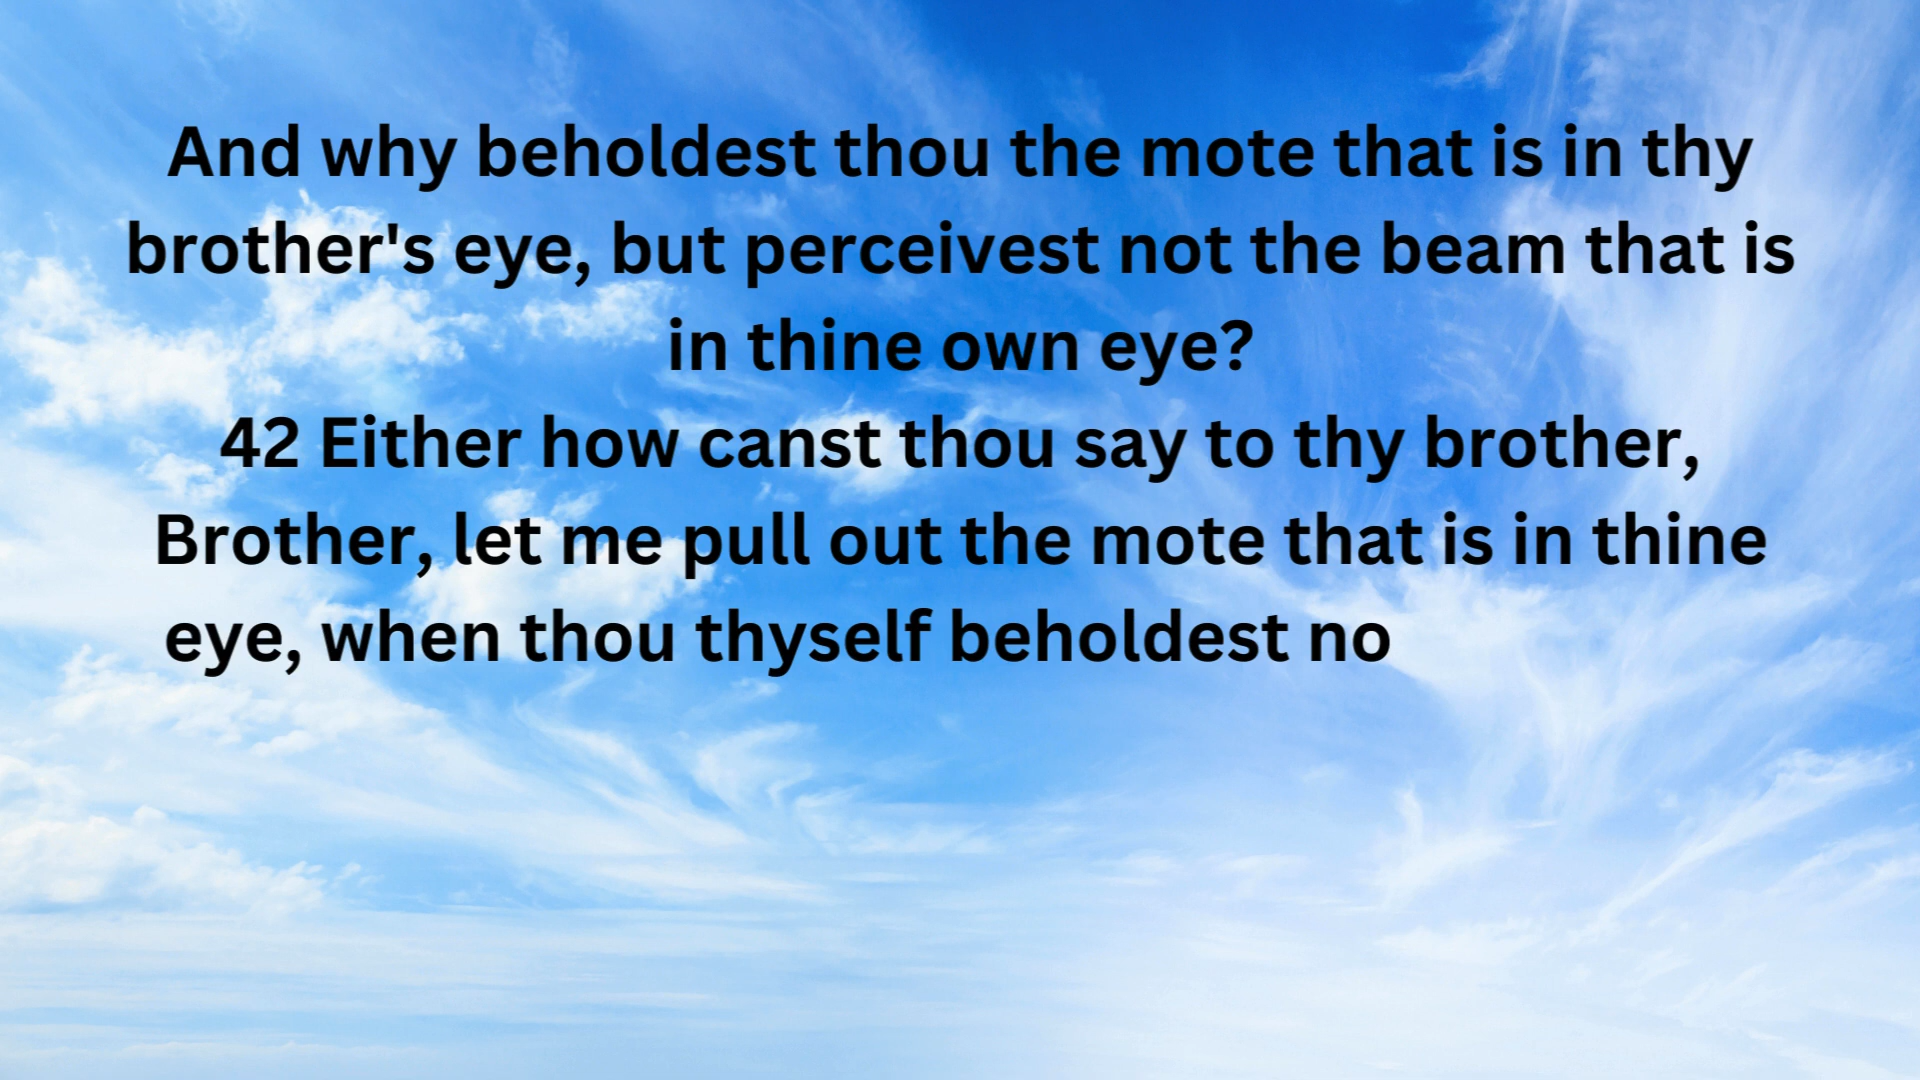 And why beholdest thou the mote that is in thy
brother's eye, but perceivest not the beam that is
in thine own eye?
42 Either how canst thou say to thy brother,
Brother, let me pull out the mote that is in thine
eye, when thou thyself beholdest no